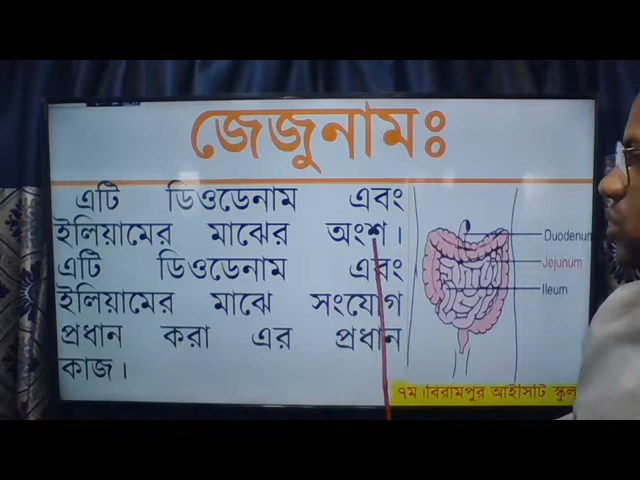 জেজুনামঃ
এটি ডিওডেনাম এবং
ইলিয়ামের মাঝের অংশ।
এটি ডিওডেনাম এবং
ইলিয়ামের মাঝে সংযোগ
প্রধান করা এর প্রধান
কাজ।
Duodenum
Jejunum
Ileum
৭ম।বিরামপুর আইসিটি স্কুল